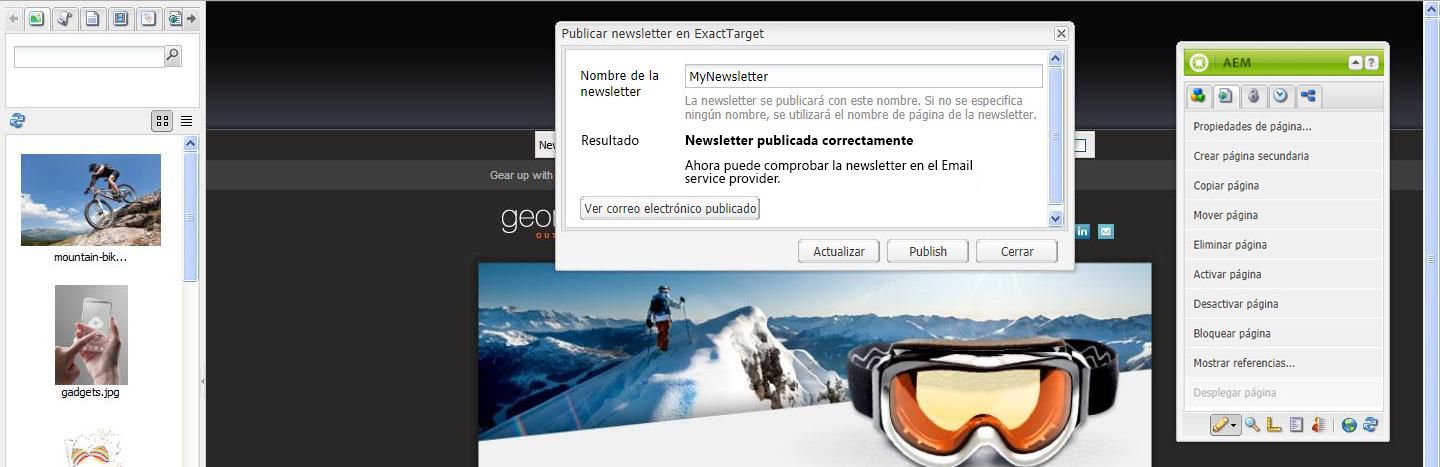 Publicar newsletter en ExactTarget
Nombre de la
newsletter
MyNewsletter
La newsletter se publicará con este nombre. Si no se especifica
ningún nombre, se utilizará el nombre de página de la newsletter.
Resultado
Newsletter publicada correctamente
Ahora puede comprobar la newsletter en el Email
service provider.
Ver correo electrónico publicado
Actualizar
Publish
Cerrar
mountain-bik...
gadgets.jpg
Gear up with
in
AEM
?
Propiedades de página...
Crear página secundaria
Copiar página
Mover página
Eliminar página
Activar página
Desactivar página
Bloquear página
Mostrar referencias...
Desplegar página